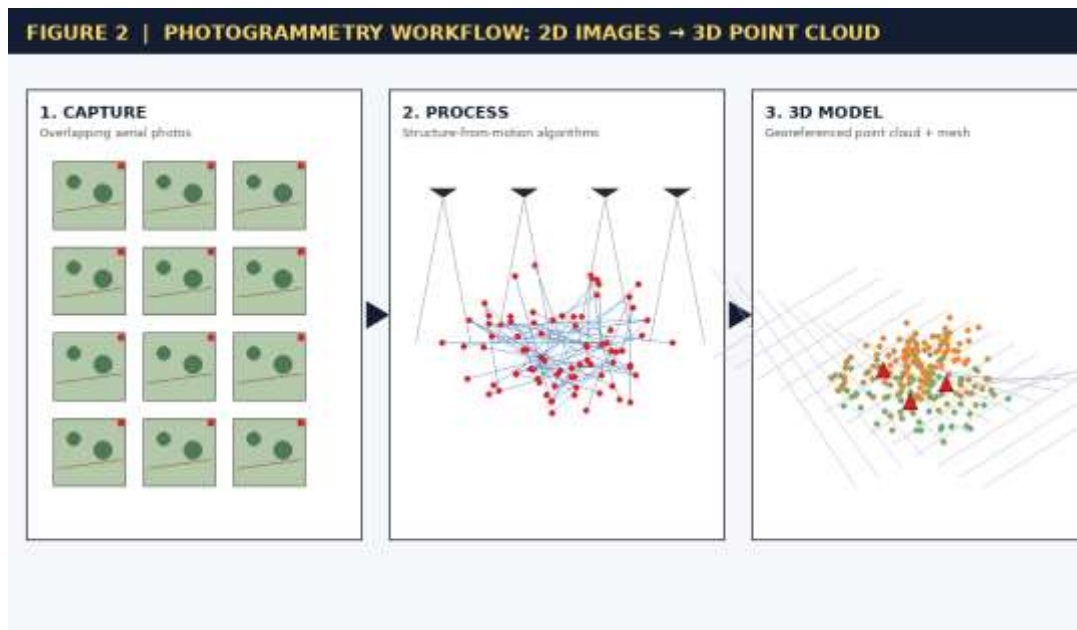 FIGURE 2 | PHOTOGRAMMETRY WORKFLOW: 2D IMAGES → 3D POINT CLOUD
1. CAPTURE
Overlapping aerial photos
2. PROCESS
Structure-from-motion algorithms
3. 3D MODEL
Georeferenced point cloud + mesh